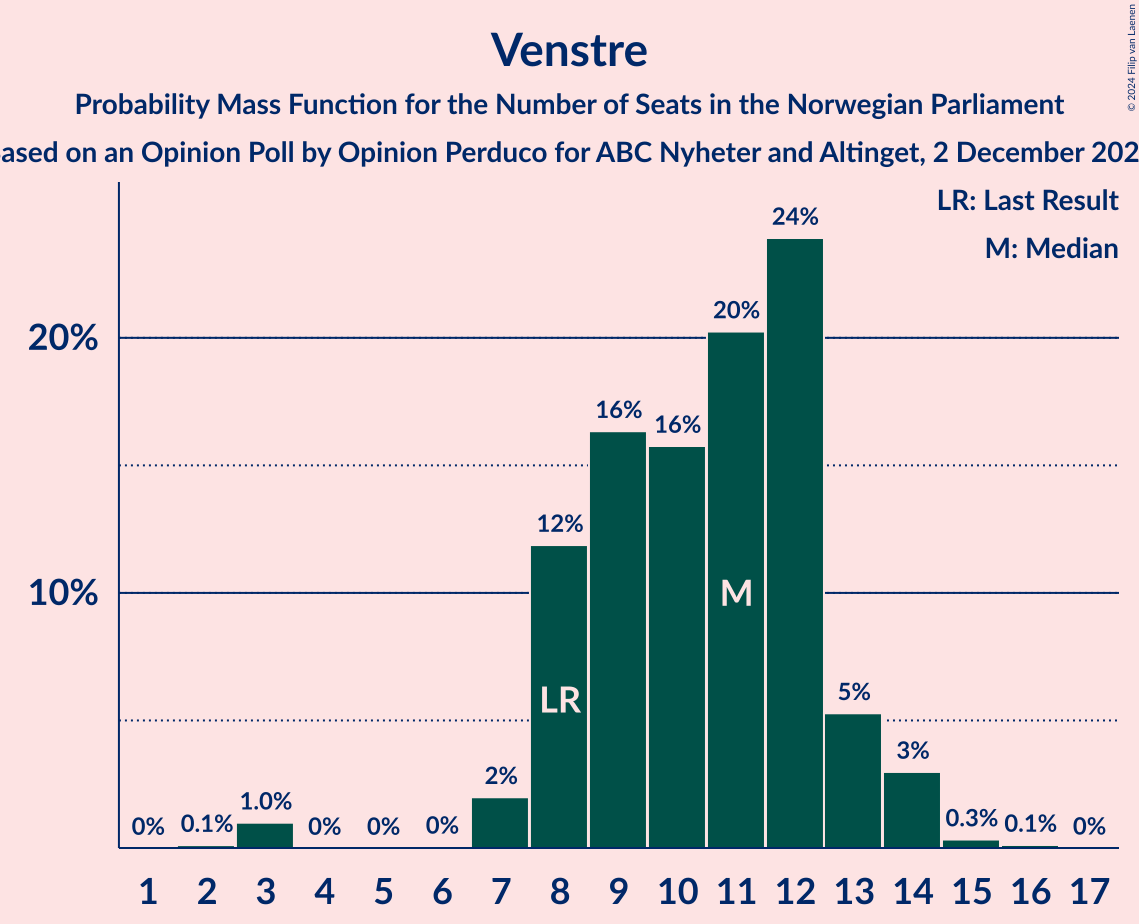 Venstre
Probability Mass Function for the Number of Seats in the Norwegian Parliament
ased on an Opinion Poll by Opinion Perduco for ABC Nyheter and Altinget, 2 December 202
© 2024 Filip van Laenen
LR: Last Result
M: Median
24%
20%
20%
16%
16%
12%
10%
M
LR
5%
3%
2%
1.0%
0%
0.1%
0%
0%
0%
0.3%
0.1%
0%
1 2 3 4 5 6 7 8 9 10 11 12 13 14 15 16 17